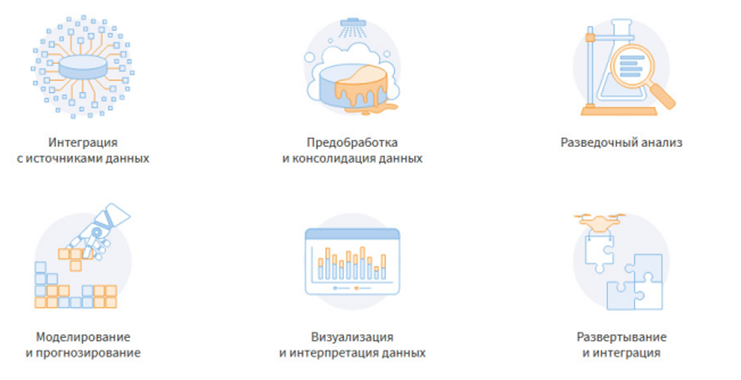 Интеграция
с источниками данных
Предобработка
и консолидация данных
Разведочный анализ
Моделирование
и прогнозирование
Визуализация
и интерпретация данных
Развертывание
и интеграция